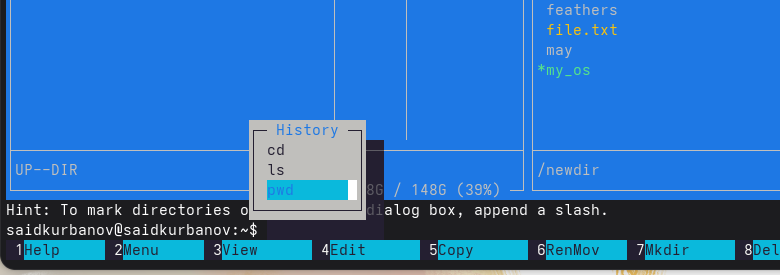 feathers
file.txt
may
*my_os
History
cd
ls
pwd
UP--DIR
/newdir
8G / 148G (39%)
Hint: To mark directories o
dialog box, append a slash.
saidkurbanov@saidkurbanov:~$
1Help 2Menu 3View 4Edit 5Copy 6RenMov 7Mkdir 8Del